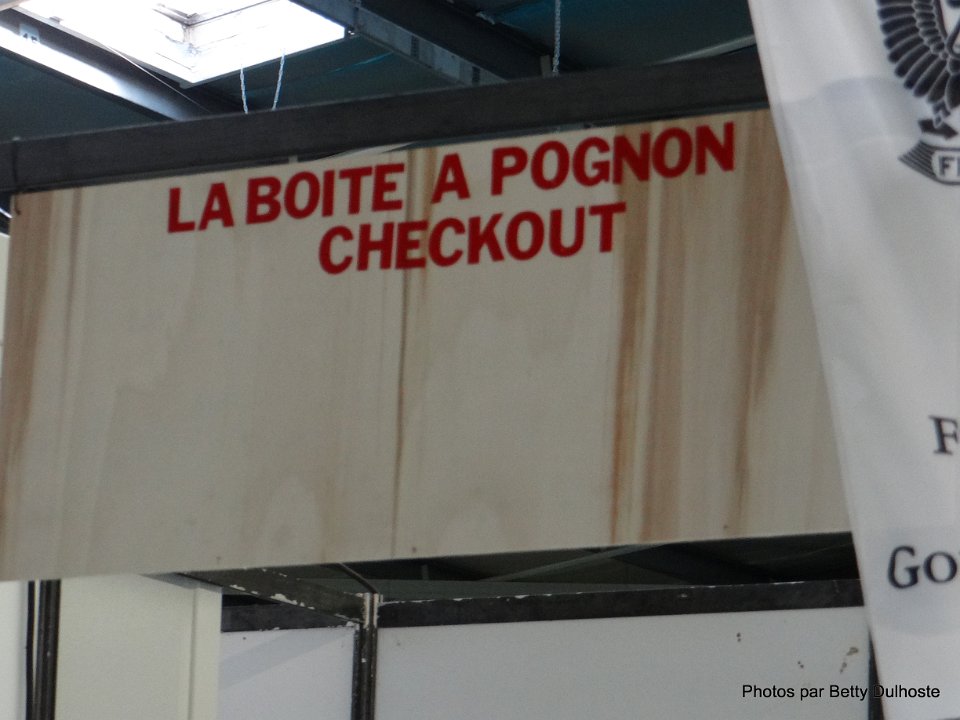 LA BOITE A POGNON
CHECKOUT
Photos par Betty Dulhoste